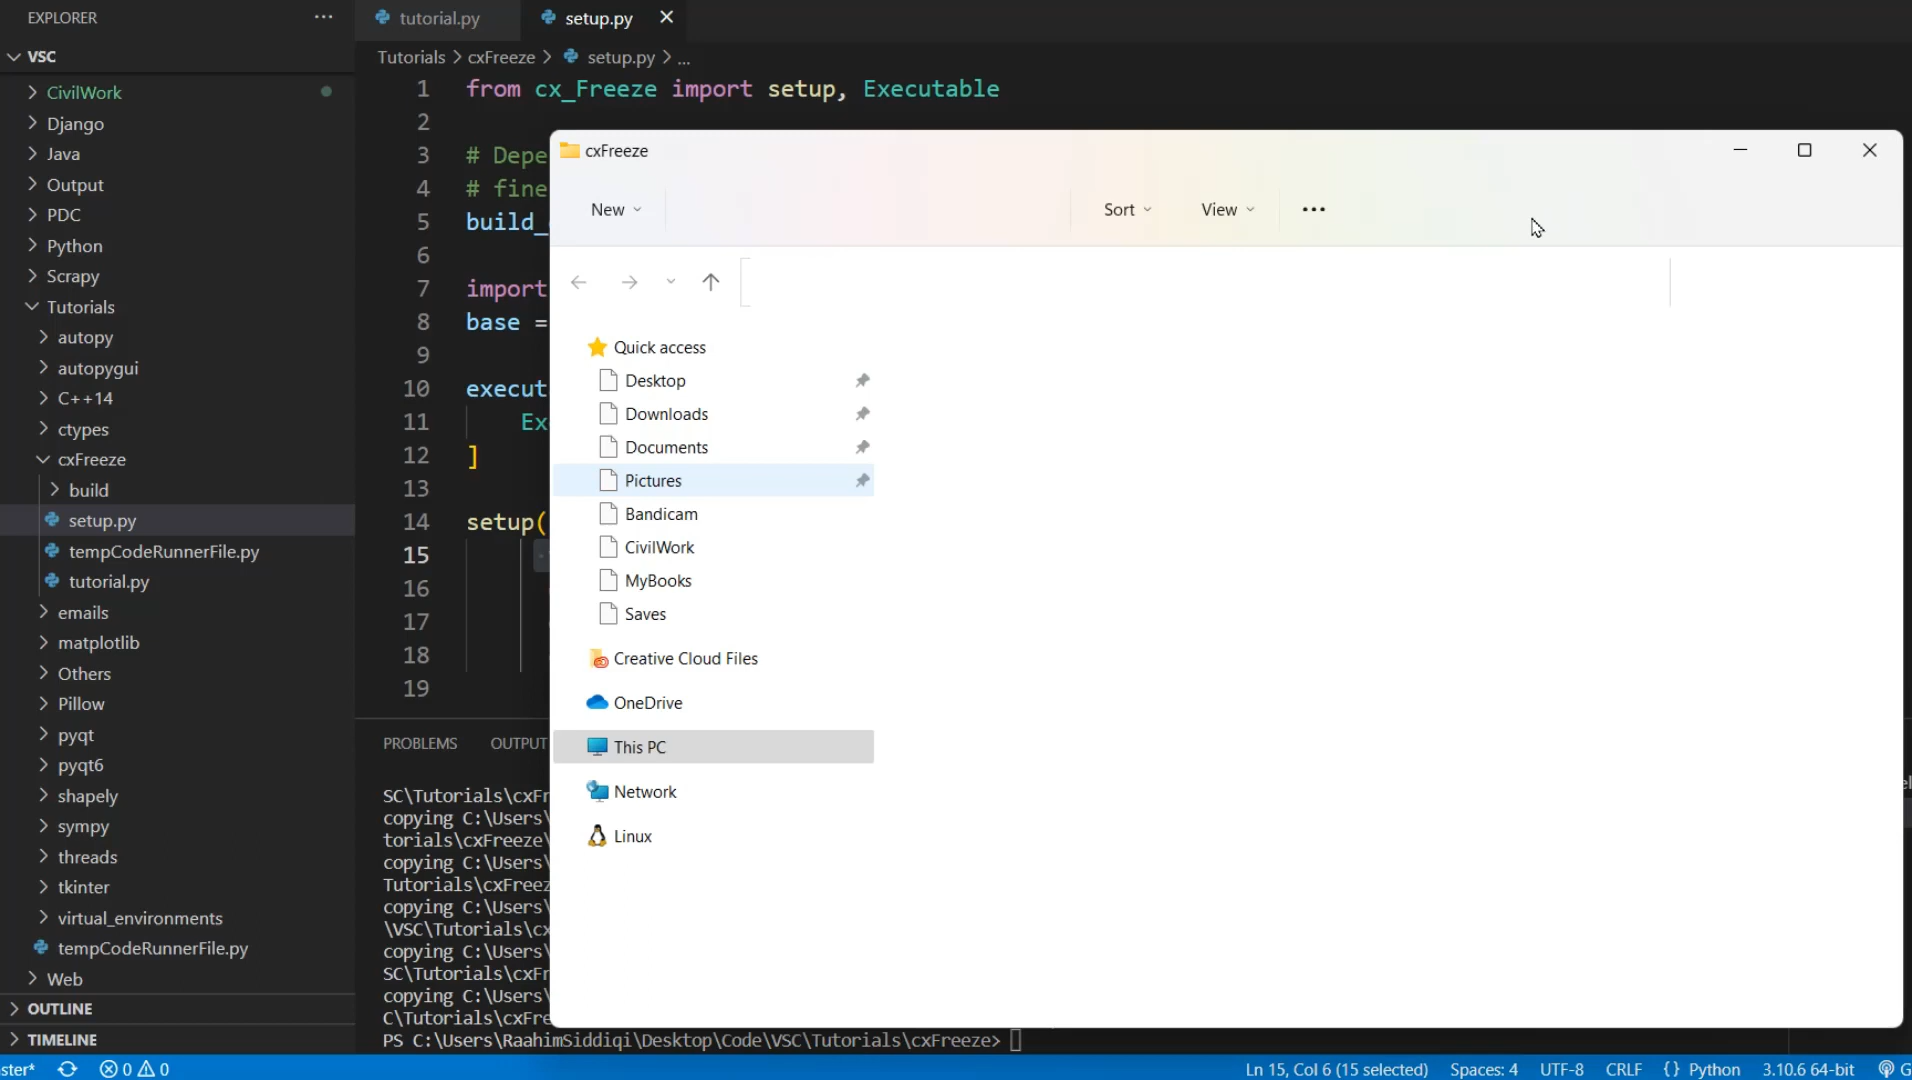 EXPLORER
VSC
CivilWork
Django
Java
Output
PDC
Python
Scrapy
Tutorials
autopy
autopygui
C++14
ctypes
cxFreeze
build
setup.py
tempCodeRunnerFile.py
tutorial.py
emails
matplotlib
Others
Pillow
pyqt
pyqt6
shapely
sympy
threads
tkinter
virtual_environments
tempCodeRunnerFile.py
Web
OUTLINE
TIMELINE
tutorial.py
setup.py
Tutorials > cxFreeze > setup.py > ...
1 from cx_Freeze import setup, Executable
2
3 # Depe
4 # fine
5 build_
6
7 import
8 base =
9
10 execut
11 Ex
12 ]
13
14 setup(
15
16
17
18
19
cxFreeze
New
Sort
View
Quick access
Desktop
Downloads
Documents
Pictures
Bandicam
CivilWork
MyBooks
Saves
Creative Cloud Files
OneDrive
This PC
Network
Linux
PROBLEMS OUTPUT
SC\Tutorials\cxFr
copying C:\Users\
torials\cxFreeze\
copying C:\Users\
Tutorials\cxFreez
copying C:\Users\
\VSC\Tutorials\cx
copying C:\Users\
SC\Tutorials\cxFr
copying C:\Users\
C\Tutorials\cxFre
PS C:\Users\RaahimSiddiqi\Desktop\Code\VSC\Tutorials\cxFreeze>
ster* 0 0 Ln 15, Col 6 (15 selected) Spaces: 4 UTF-8 CRLF {} Python 3.10.6 64-bit G